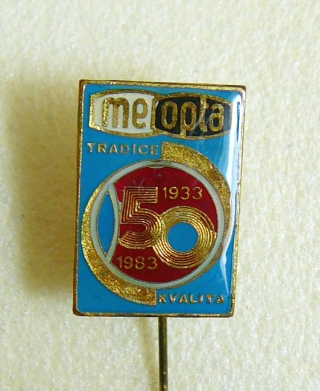 meopta
TRADICE
1933
50
1983
KVALITA